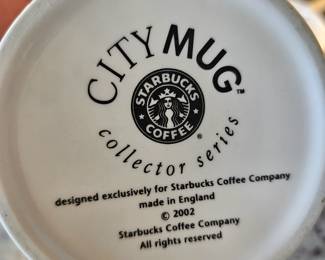 CITY MUG™
STARBUCKS
COFFEE
®
collector series
designed exclusively for Starbucks Coffee Company
made in England
© 2002
Starbucks Coffee Company
All rights reserved